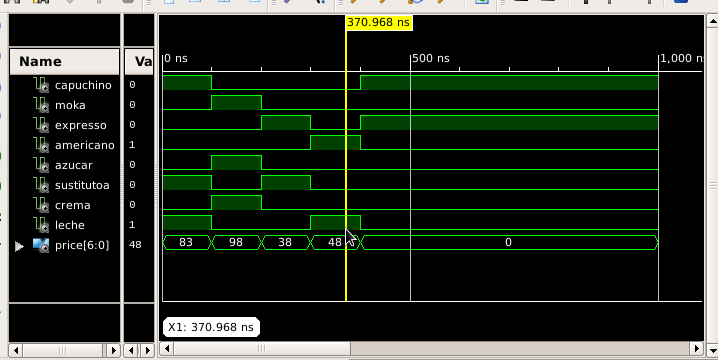 370.968 ns
Name Va
0 ns 500 ns 1,000 ns
capuchino 0
moka 0
expresso 0
americano 1
azucar 0
sustitutoa 0
crema 0
leche 1
price[6:0] 48 83 98 38 48 0
X1: 370.968 ns